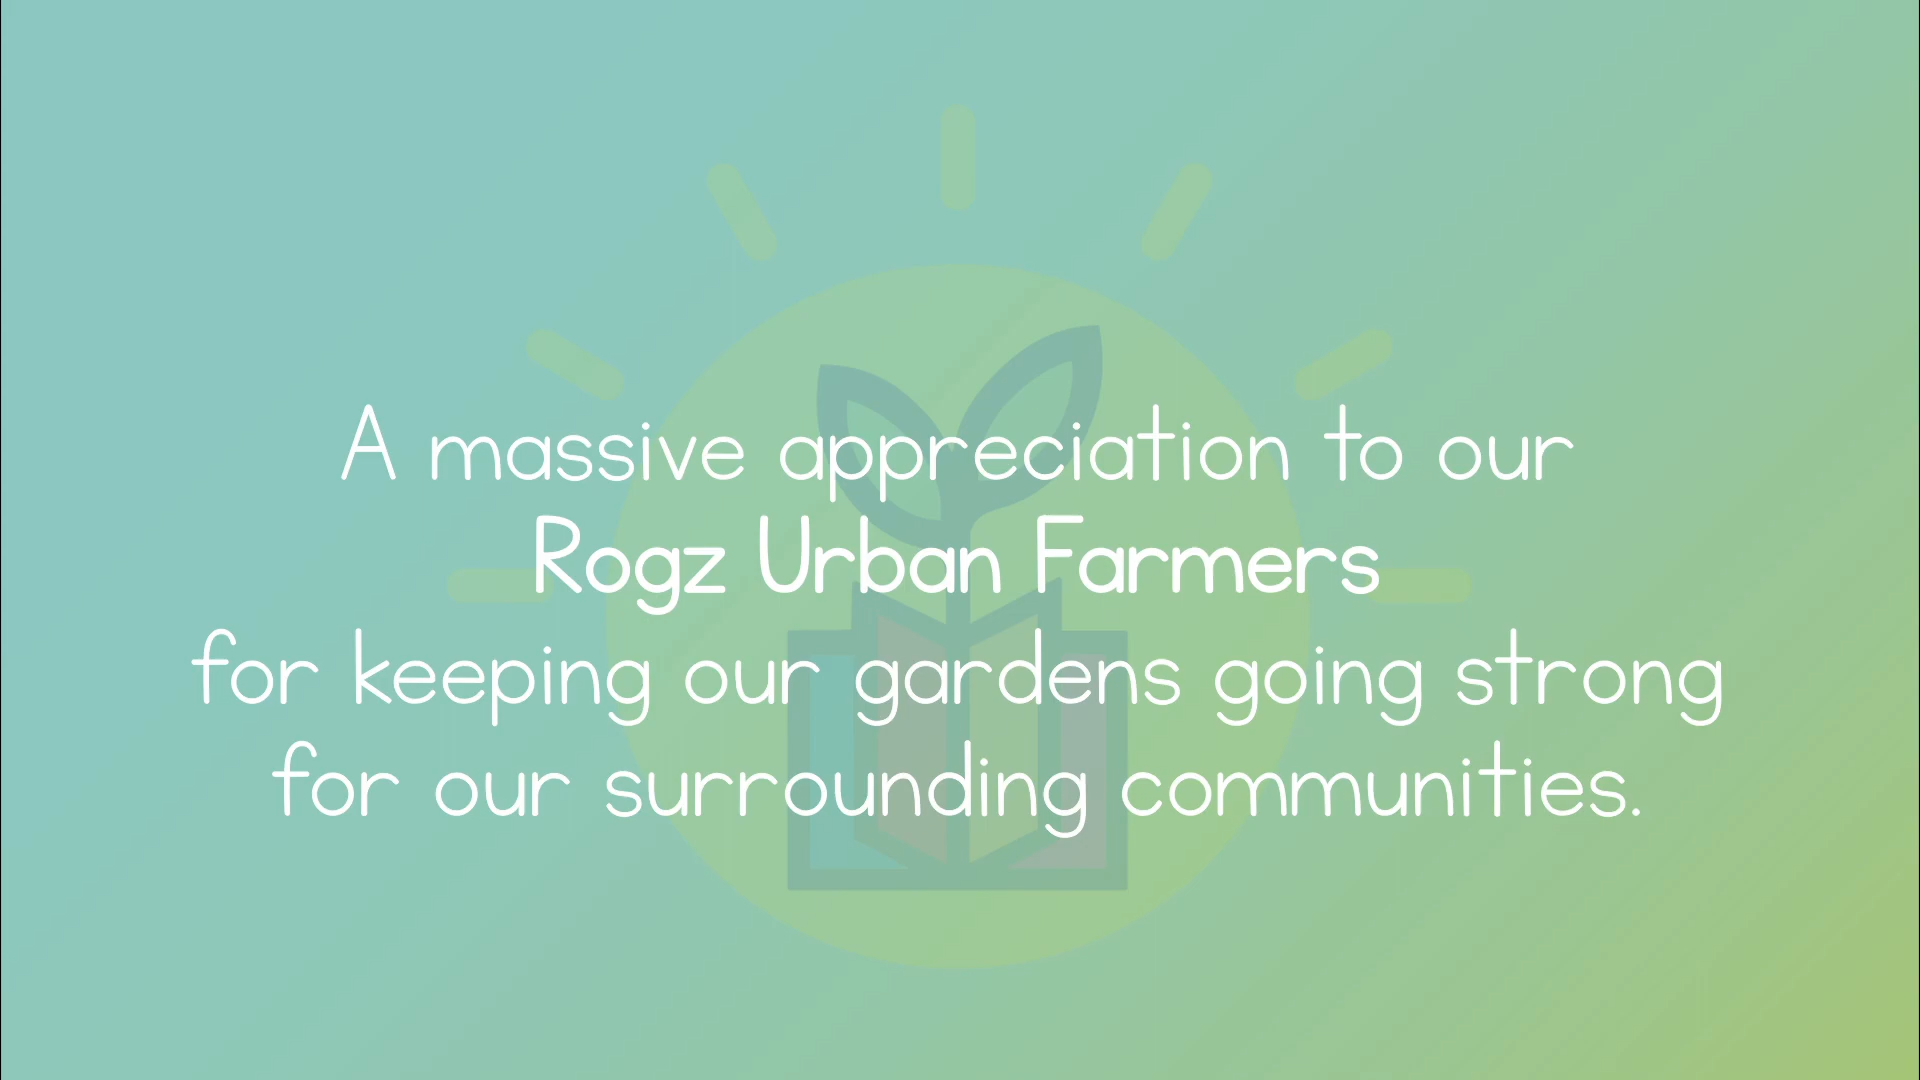 A massive appreciation to our
Rogz Urban Farmers
for keeping our gardens going strong
for our surrounding communities.